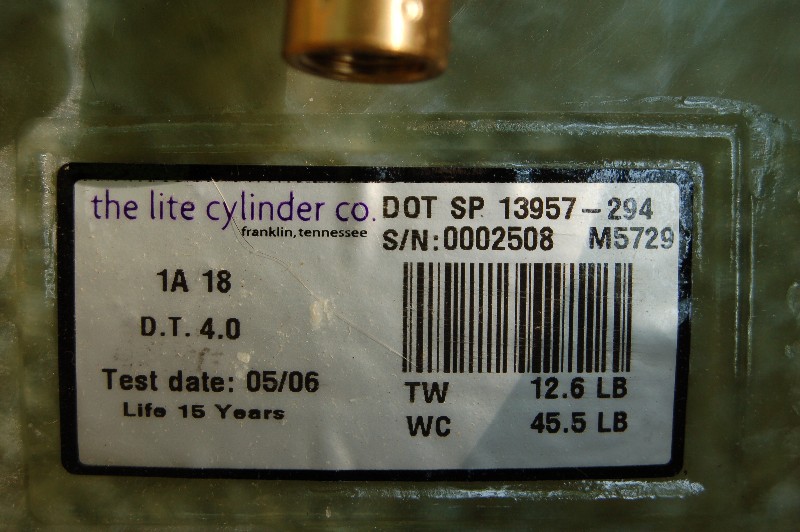 the lite cylinder co.
franklin, tennessee
DOT SP 13957-294
S/N:0002508 M5729
1A 18
D.T. 4.0
Test date: 05/06
Life 15 Years
TW 12.6 LB
WC 45.5 LB